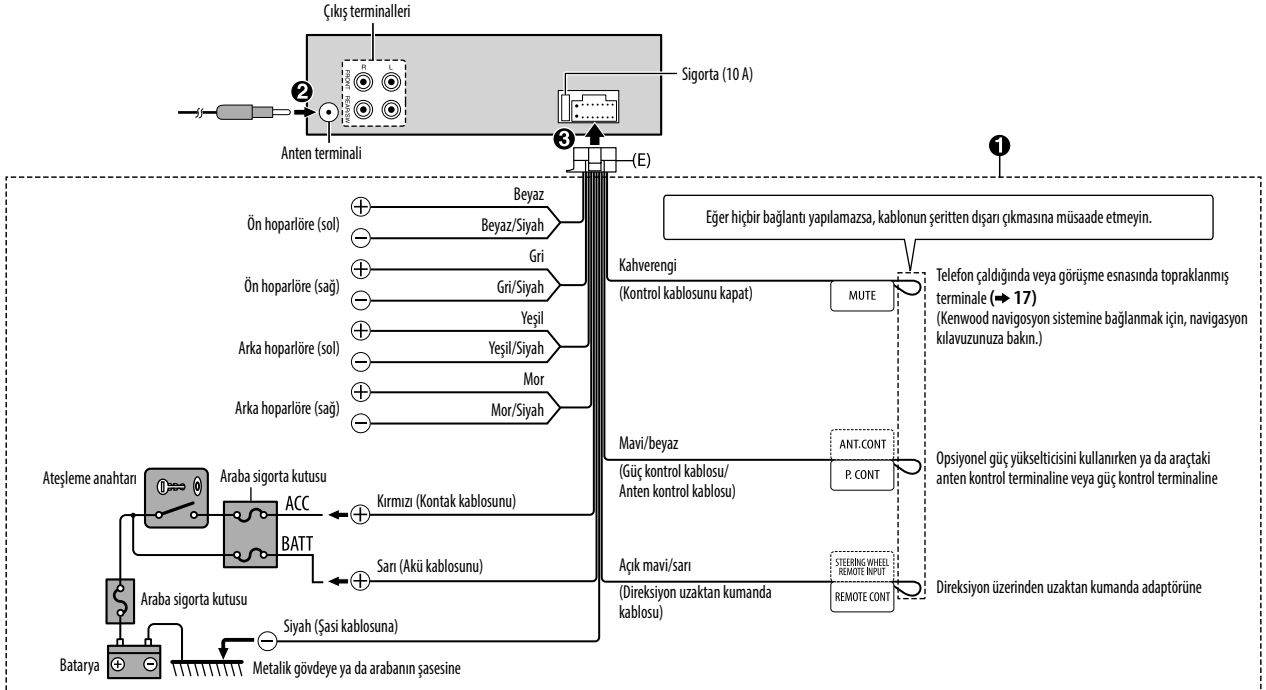 Çıkış terminalleri
FRONT
REAR/SW
R
L
Sigorta (10 A)
2
Anten terminali
3
(E)
1
Beyaz
Ön hoparlöre (sol)
Beyaz/Siyah
Gri
Ön hoparlöre (sağ)
Gri/Siyah
Yeşil
Arka hoparlöre (sol)
Yeşil/Siyah
Mor
Arka hoparlöre (sağ)
Mor/Siyah
Eğer hiçbir bağlantı yapılamazsa, kablonun şeritten dışarı çıkmasına müsaade etmeyin.
Kahverengi
(Kontrol kablosunu kapat)
MUTE
Telefon çaldığında veya görüşme esnasında topraklanmış
terminale (➜ 17)
(Kenwood navigosyon sistemine bağlanmak için, navigasyon
kılavuzunuza bakın.)
Mavi/beyaz
(Güç kontrol kablosu/
Anten kontrol kablosu)
ANT.CONT
P. CONT
Opsiyonel güç yükselticisini kullanırken ya da araçtaki
anten kontrol terminaline veya güç kontrol terminaline
Ateşleme anahtarı
Araba sigorta kutusu
ACC
Kırmızı (Kontak kablosunu)
BATT
Sarı (Akü kablosunu)
Açık mavi/sarı
(Direksiyon uzaktan kumanda
kablosu)
STEERING WHEEL
REMOTE INPUT
REMOTE CONT
Direksiyon üzerinden uzaktan kumanda adaptörüne
Araba sigorta kutusu
Siyah (Şasi kablosuna)
Batarya
Metalik gövdeye ya da arabanın şasesine